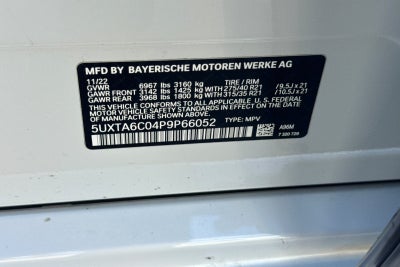 MFD BY BAYERISCHE MOTOREN WERKE AG
11/22
GVWR 6967 lbs 3160 kg TIRE / RIM
GAWR FRONT 3142 lbs 1425 kg WITH 275/40 R21 / 9.5J x 21
GAWR REAR 3968 lbs 1800 kg WITH 315/35 R21 / 10.5J x 21
THIS VEHICLE CONFORMS TO ALL APPLICABLE U.S. FEDERAL
MOTOR VEHICLE SAFETY STANDARDS IN EFFECT ON THE DATE
OF MANUFACTURE SHOWN ABOVE.
5UXTA6C04P9P66052 TYPE: MPV
A96M